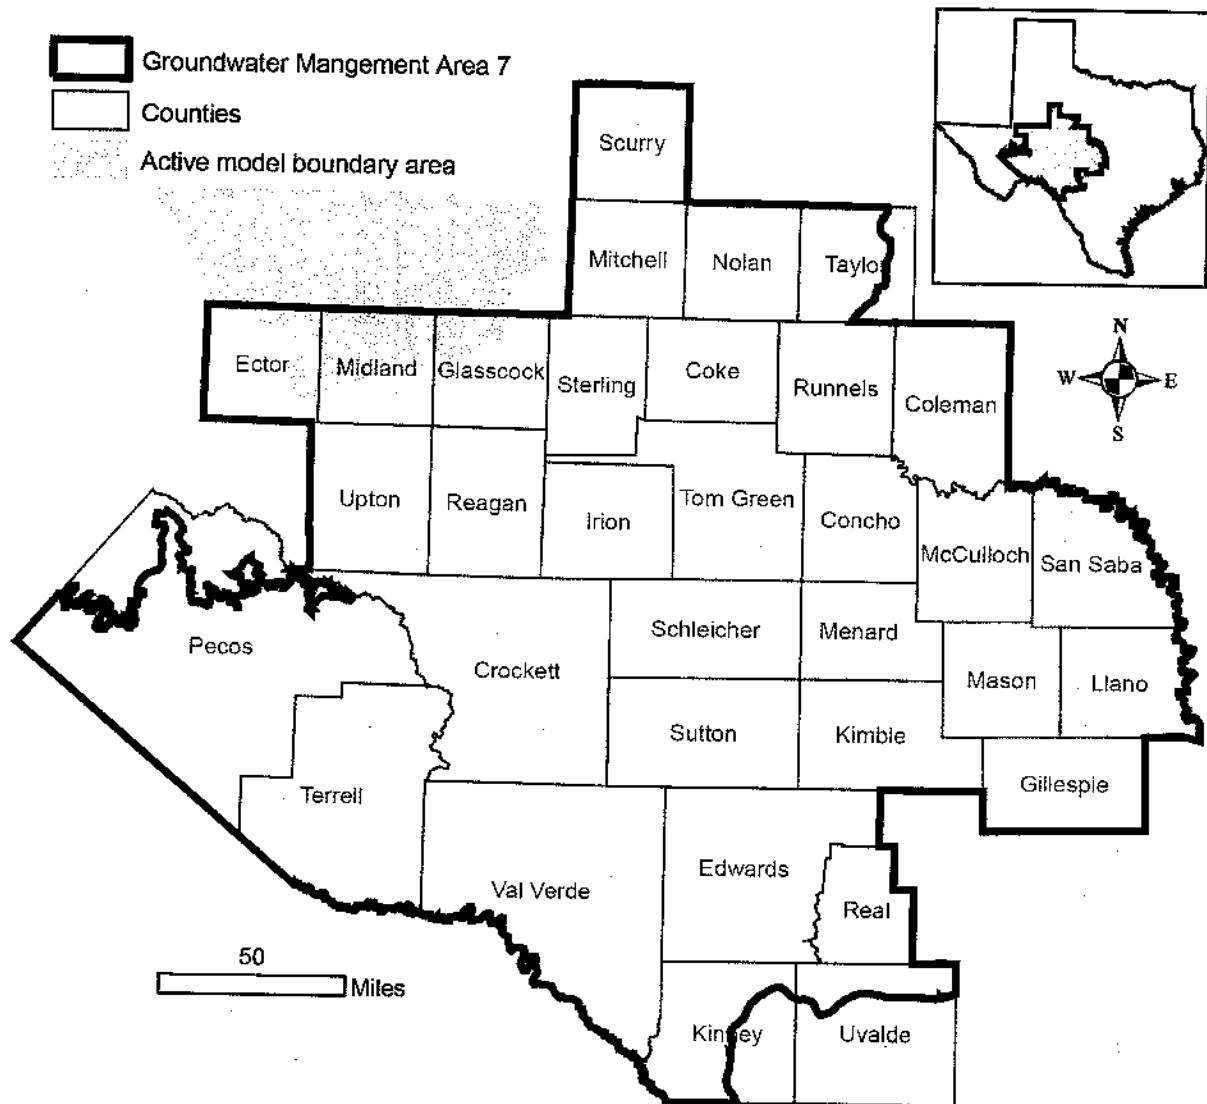 Groundwater Mangement Area 7
Counties
Active model boundary area
Scurry
Mitchell
Nolan
Taylor
N
W
E
S
Ector
Midland
Glasscock
Sterling
Coke
Runnels
Coleman
Upton
Reagan
Irion
Tom Green
Concho
McCulloch
San Saba
Pecos
Crockett
Schleicher
Menard
Mason
Llano
Sutton
Kimble
Gillespie
Terrell
Val Verde
Edwards
Real
50
Miles
Kinney
Uvalde